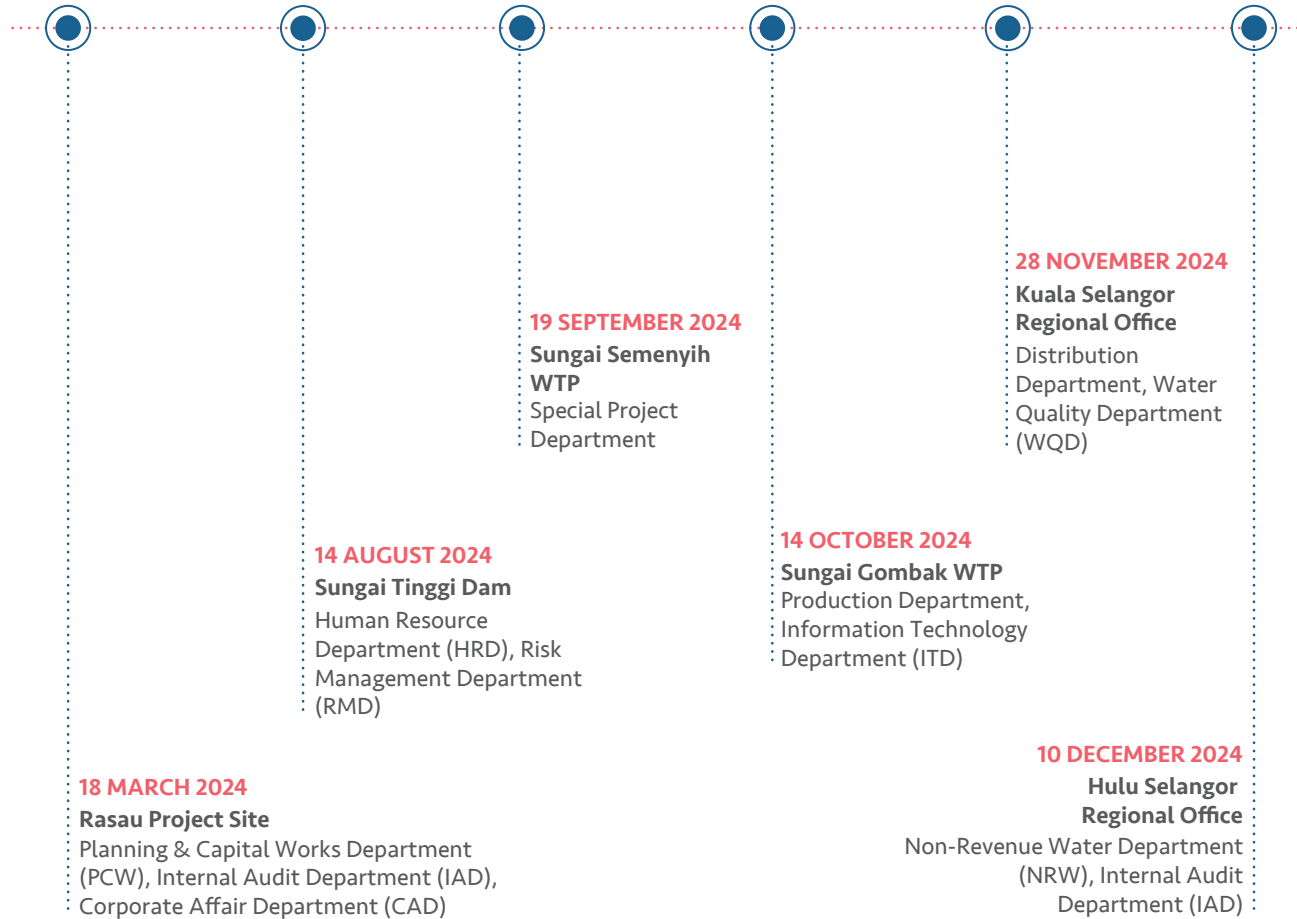 18 MARCH 2024
Rasau Project Site
Planning & Capital Works Department
(PCW), Internal Audit Department (IAD),
Corporate Affair Department (CAD)
14 AUGUST 2024
Sungai Tinggi Dam
Human Resource
Department (HRD), Risk
Management Department
(RMD)
19 SEPTEMBER 2024
Sungai Semenyih
WTP
Special Project
Department
14 OCTOBER 2024
Sungai Gombak WTP
Production Department,
Information Technology
Department (ITD)
28 NOVEMBER 2024
Kuala Selangor
Regional Office
Distribution
Department, Water
Quality Department
(WQD)
10 DECEMBER 2024
Hulu Selangor
Regional Office
Non-Revenue Water Department
(NRW), Internal Audit
Department (IAD)